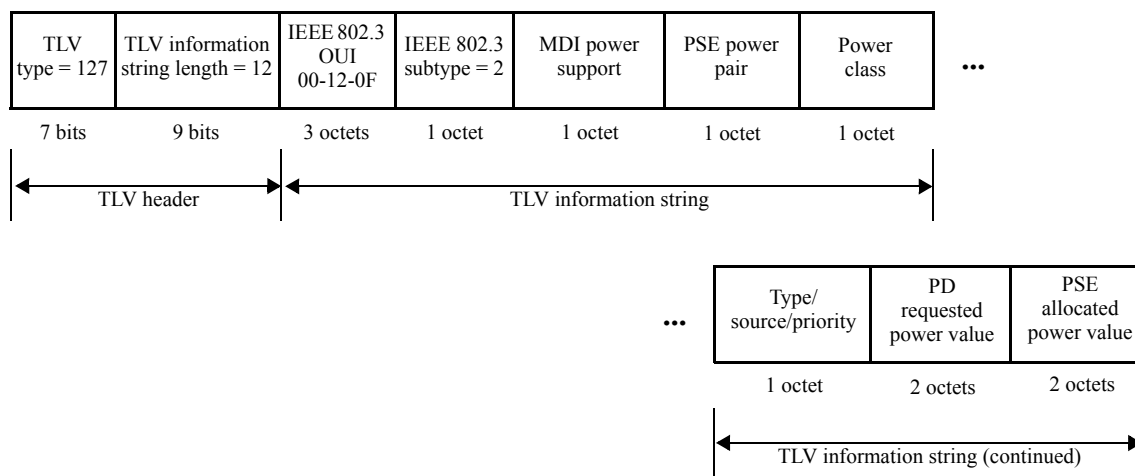 TLV
type = 127
TLV information
string length = 12
IEEE 802.3
OUI
00-12-0F
IEEE 802.3
subtype = 2
MDI power
support
PSE power
pair
Power
class
...
7 bits
9 bits
3 octets
1 octet
1 octet
1 octet
1 octet
TLV header
TLV information string
...
Type/
source/priority
PD
requested
power value
PSE
allocated
power value
1 octet
2 octets
2 octets
TLV information string (continued)